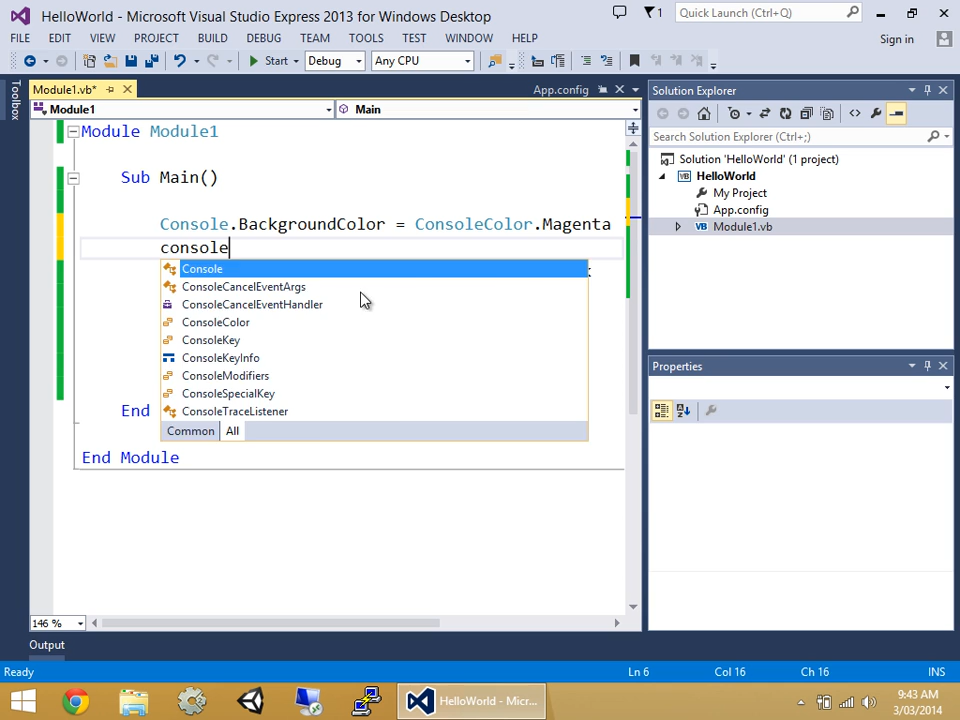 HelloWorld - Microsoft Visual Studio Express 2013 for Windows Desktop
1
Quick Launch (Ctrl+Q)
FILE EDIT VIEW PROJECT BUILD DEBUG TEAM TOOLS TEST WINDOW HELP
Sign in
Start Debug Any CPU
Toolbox
Module1.vb*
App.config
Module1
Main
Module Module1
Sub Main()
Console.BackgroundColor = ConsoleColor.Magenta
console
Console
ConsoleCancelEventArgs
ConsoleCancelEventHandler
ConsoleColor
ConsoleKey
ConsoleKeyInfo
ConsoleModifiers
ConsoleSpecialKey
ConsoleTraceListener
Common All
End
End Module
146 %
Solution Explorer
Search Solution Explorer (Ctrl+;)
Solution 'HelloWorld' (1 project)
VB HelloWorld
My Project
App.config
VB Module1.vb
Properties
Output
Ready
Ln 6 Col 16 Ch 16 INS
HelloWorld - Micr...
9:43 AM
3/03/2014